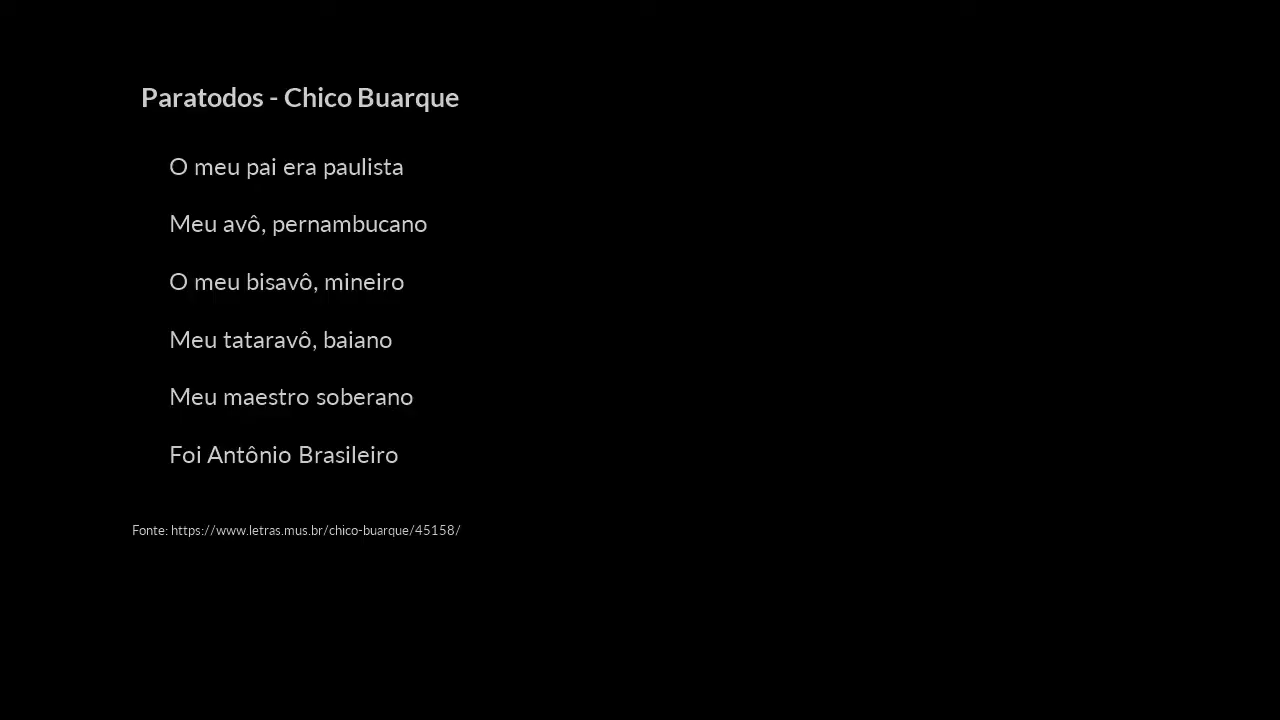 Paratodos - Chico Buarque
O meu pai era paulista
Meu avô, pernambucano
O meu bisavô, mineiro
Meu tataravô, baiano
Meu maestro soberano
Foi Antônio Brasileiro
Fonte: https://www.letras.mus.br/chico-buarque/45158/